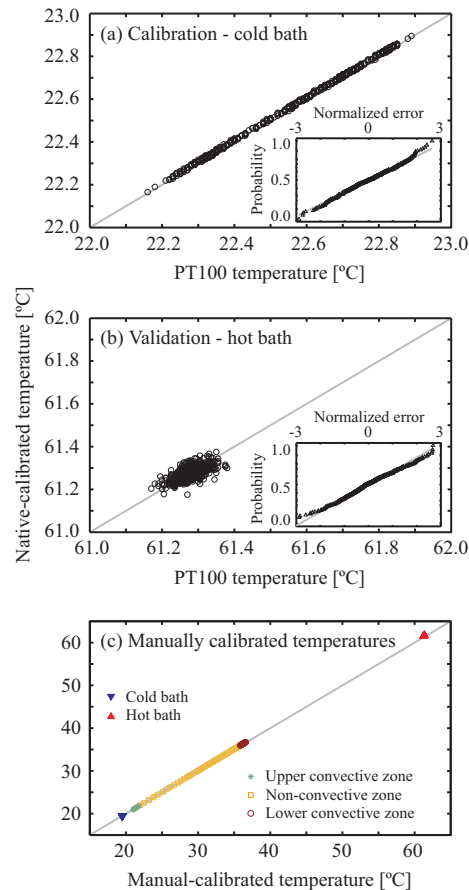 23.0
(a) Calibration - cold bath
22.8
22.6
22.4
22.2
22.0
Normalized error
-3 0 3
Probability
1.0
0.5
0.0
22.0 22.2 22.4 22.6 22.8 23.0
PT100 temperature [ºC]
Native-calibrated temperature [ºC]
62.0
(b) Validation - hot bath
61.8
61.6
61.4
61.2
61.0
Normalized error
-3 0 3
Probability
1.0
0.5
0.0
61.0 61.2 61.4 61.6 61.8 62.0
PT100 temperature [ºC]
(c) Manually calibrated temperatures
60
50
40
30
20
Cold bath
Hot bath
Upper convective zone
Non-convective zone
Lower convective zone
20 30 40 50 60
Manual-calibrated temperature [ºC]